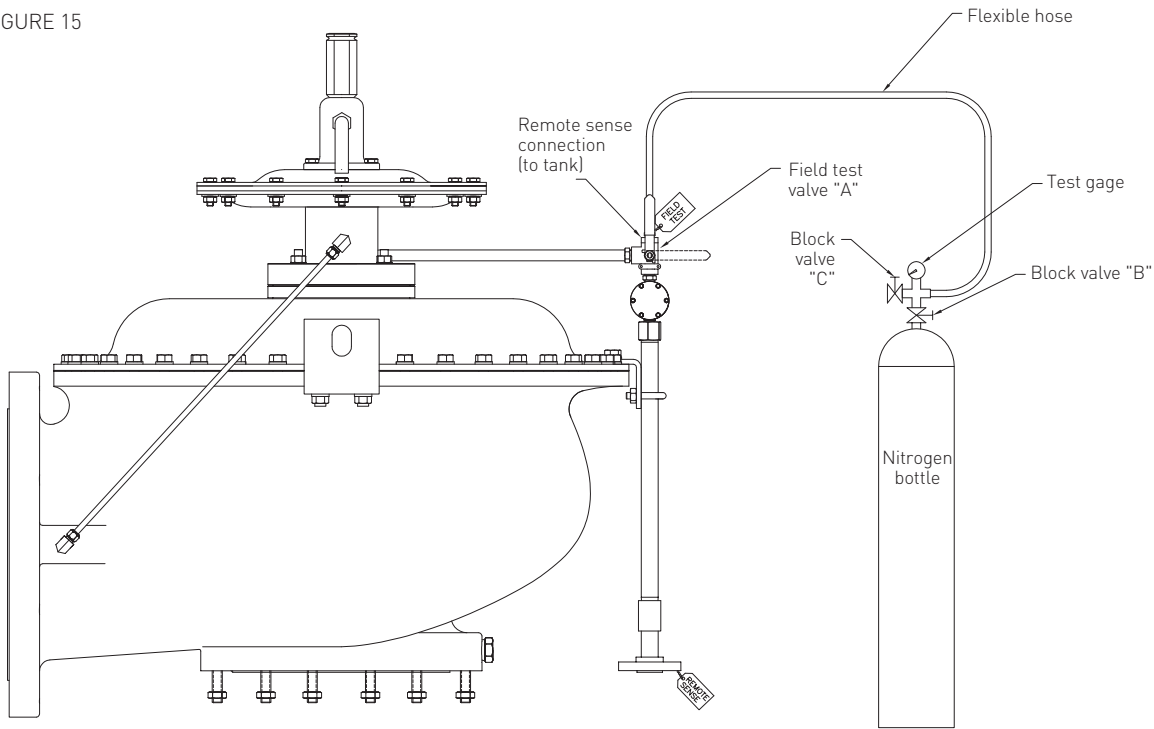 GURE 15
Flexible hose
Remote sense
connection
(to tank)
Field test
valve "A"
FIELD
TEST
Test gage
Block
valve
"C"
Block valve "B"
Nitrogen
bottle
REMOTE
SENSE